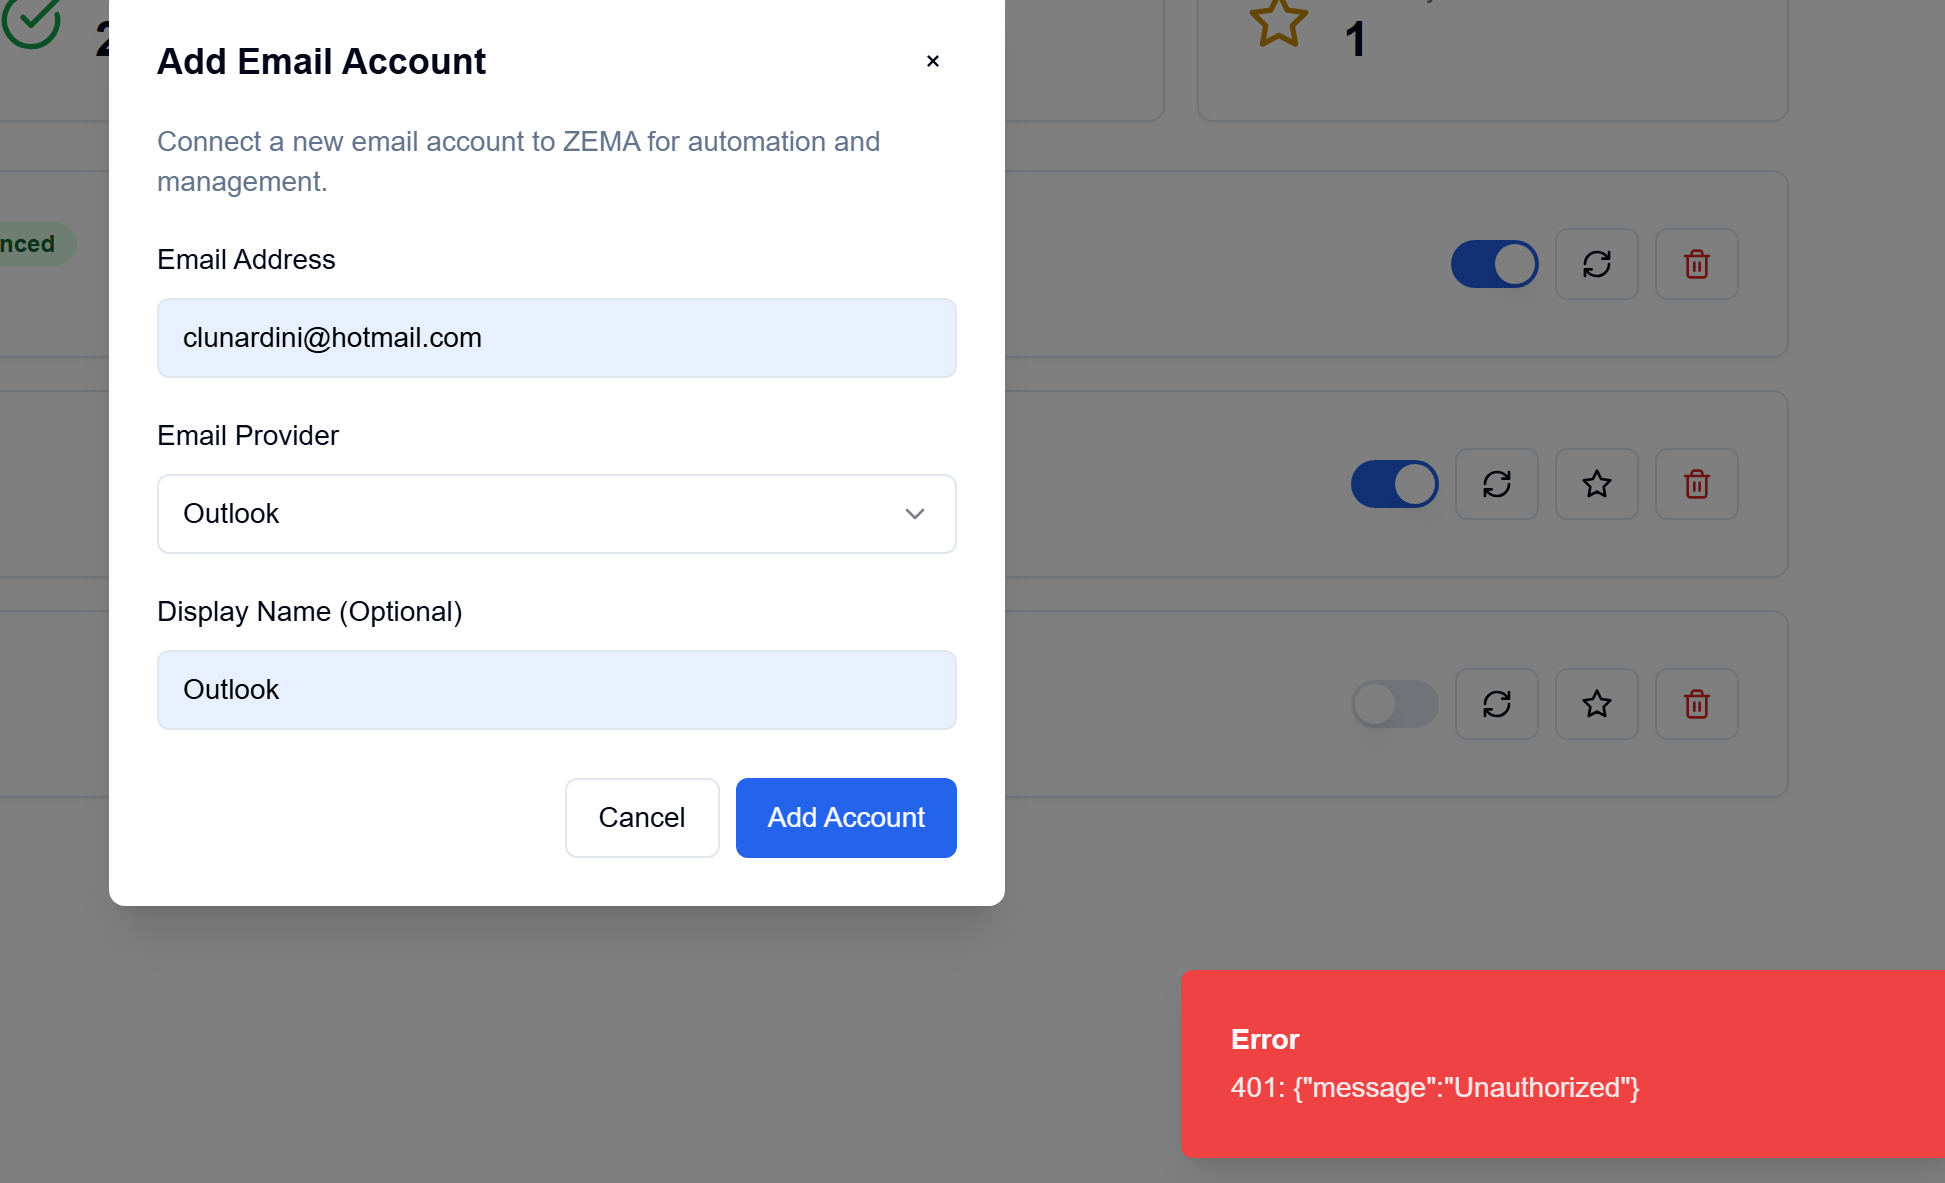 1
Add Email Account
Connect a new email account to ZEMA for automation and
management.
nced
Email Address
clunardini@hotmail.com
Email Provider
Outlook
Display Name (Optional)
Outlook
Cancel
Add Account
Error
401: {"message":"Unauthorized"}